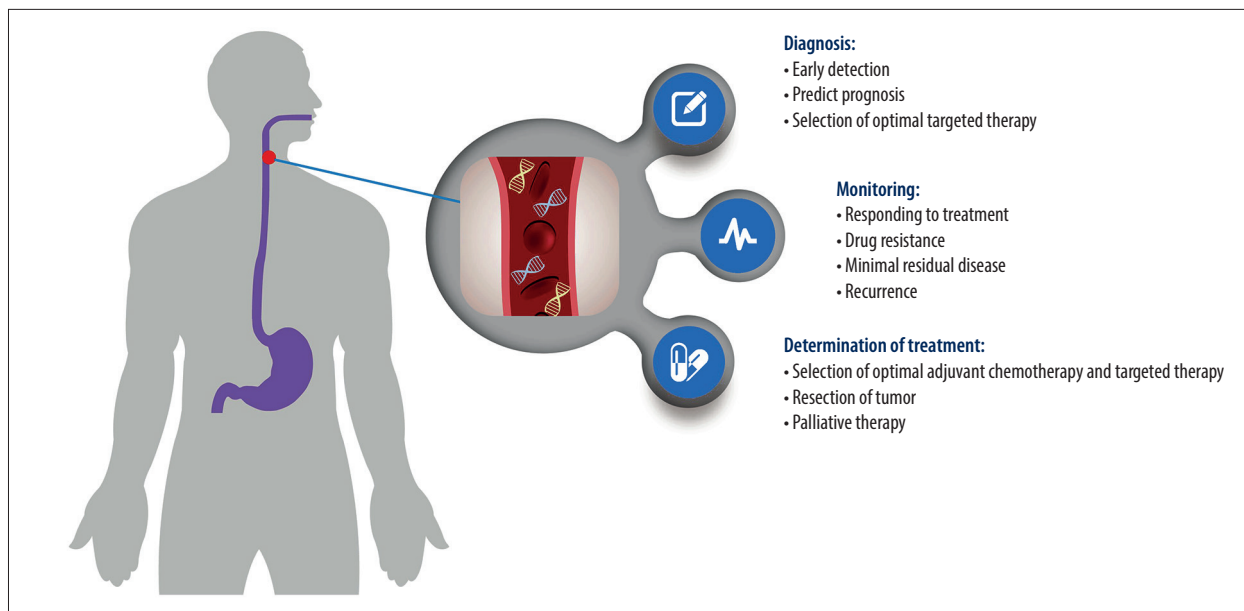 Diagnosis:
• Early detection
• Predict prognosis
• Selection of optimal targeted therapy
Monitoring:
• Responding to treatment
• Drug resistance
• Minimal residual disease
• Recurrence
Determination of treatment:
• Selection of optimal adjuvant chemotherapy and targeted therapy
• Resection of tumor
• Palliative therapy